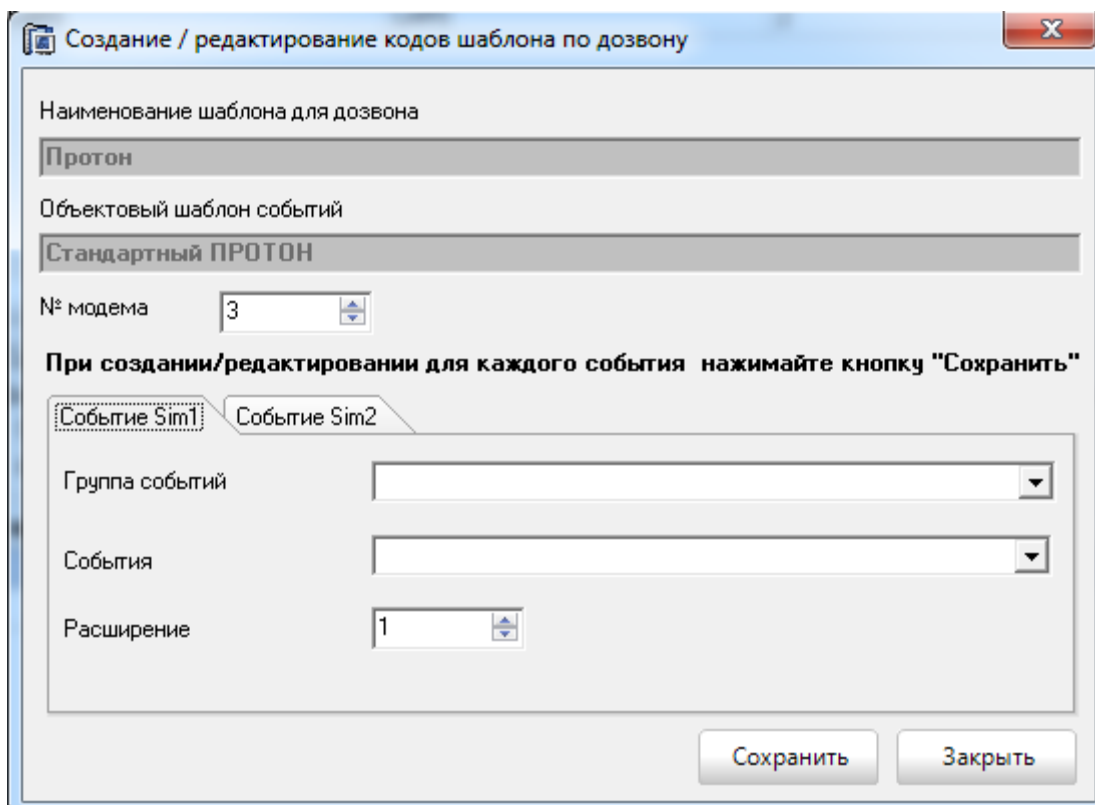 Создание / редактирование кодов шаблона по дозвону
Наименование шаблона для дозвона
Протон
Объектовый шаблон событий
Стандартный ПРОТОН
№ модема 3
При создании/редактировании для каждого события нажимайте кнопку "Сохранить"
Событие Sim1 Событие Sim2
Группа событий
События
Расширение 1
Сохранить Закрыть